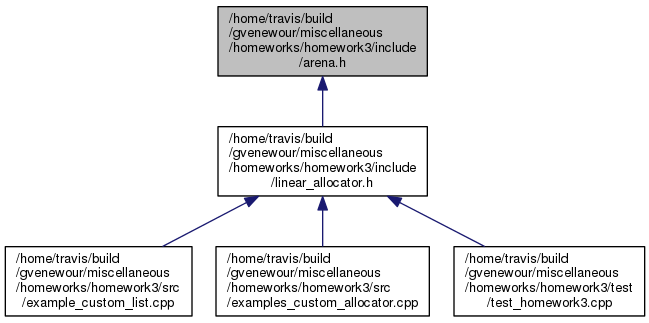 /home/travis/build
/gvenewour/miscellaneous
/homeworks/homework3/include
/arena.h
/home/travis/build
/gvenewour/miscellaneous
/homeworks/homework3/include
/linear_allocator.h
/home/travis/build
/gvenewour/miscellaneous
/homeworks/homework3/src
/example_custom_list.cpp
/home/travis/build
/gvenewour/miscellaneous
/homeworks/homework3/src
/examples_custom_allocator.cpp
/home/travis/build
/gvenewour/miscellaneous
/homeworks/homework3/test
/test_homework3.cpp